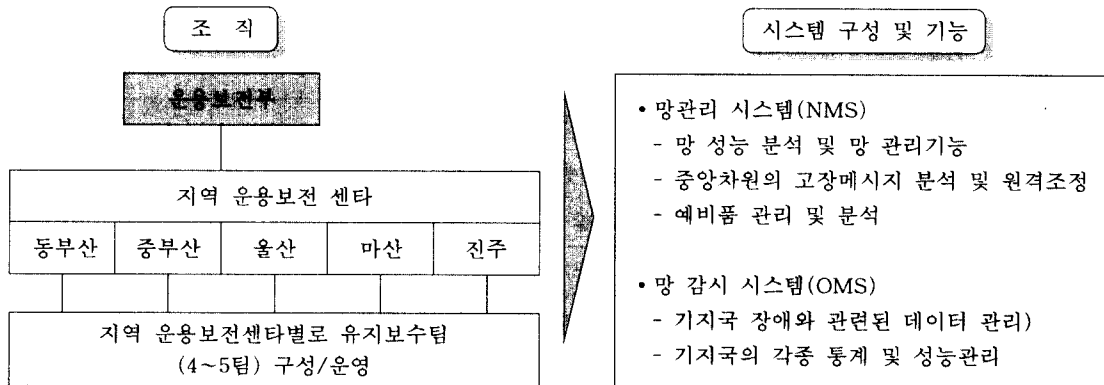 조 직
운용보전부
지역 운용보전 센타
동부산 중부산 울산 마산 진주
지역 운용보전센타별로 유지보수팀
(4~5팀) 구성/운영
시스템 구성 및 기능
• 망관리 시스템(NMS)
- 망 성능 분석 및 망 관리기능
- 중앙차원의 고장메시지 분석 및 원격조정
- 예비품 관리 및 분석
• 망 감시 시스템(OMS)
- 기지국 장애와 관련된 데이터 관리)
- 기지국의 각종 통계 및 성능관리